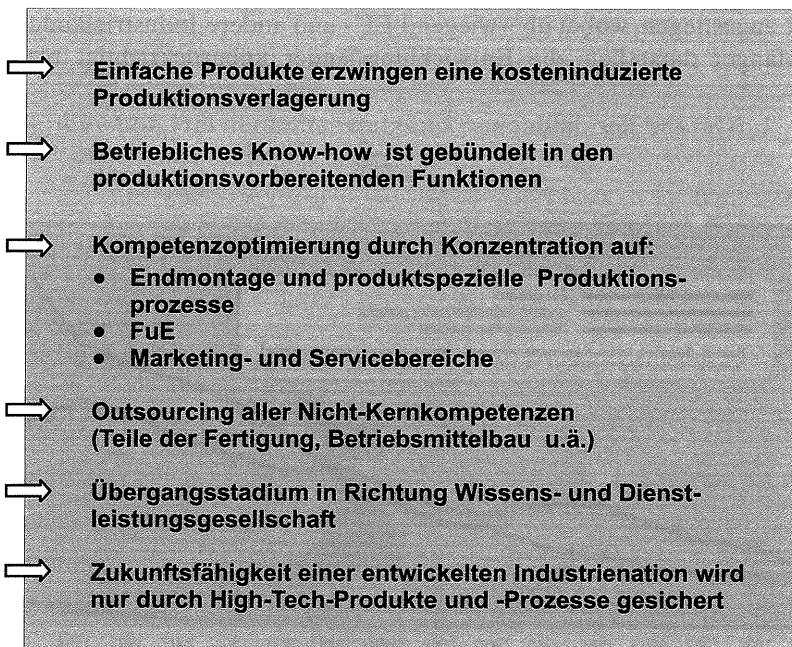 Einfache Produkte erzwingen eine kosteninduzierte
Produktionsverlagerung
Betriebliches Know-how ist gebündelt in den
produktionsvorbereitenden Funktionen
Kompetenzoptimierung durch Konzentration auf:
● Endmontage und produktspezielle Produktions-
prozesse
● FuE
● Marketing- und Servicebereiche
Outsourcing aller Nicht-Kernkompetenzen
(Teile der Fertigung, Betriebsmittelbau u.ä.)
Übergangsstadium in Richtung Wissens- und Dienst-
leistungsgesellschaft
Zukunftsfähigkeit einer entwickelten Industrienation wird
nur durch High-Tech-Produkte und -Prozesse gesichert